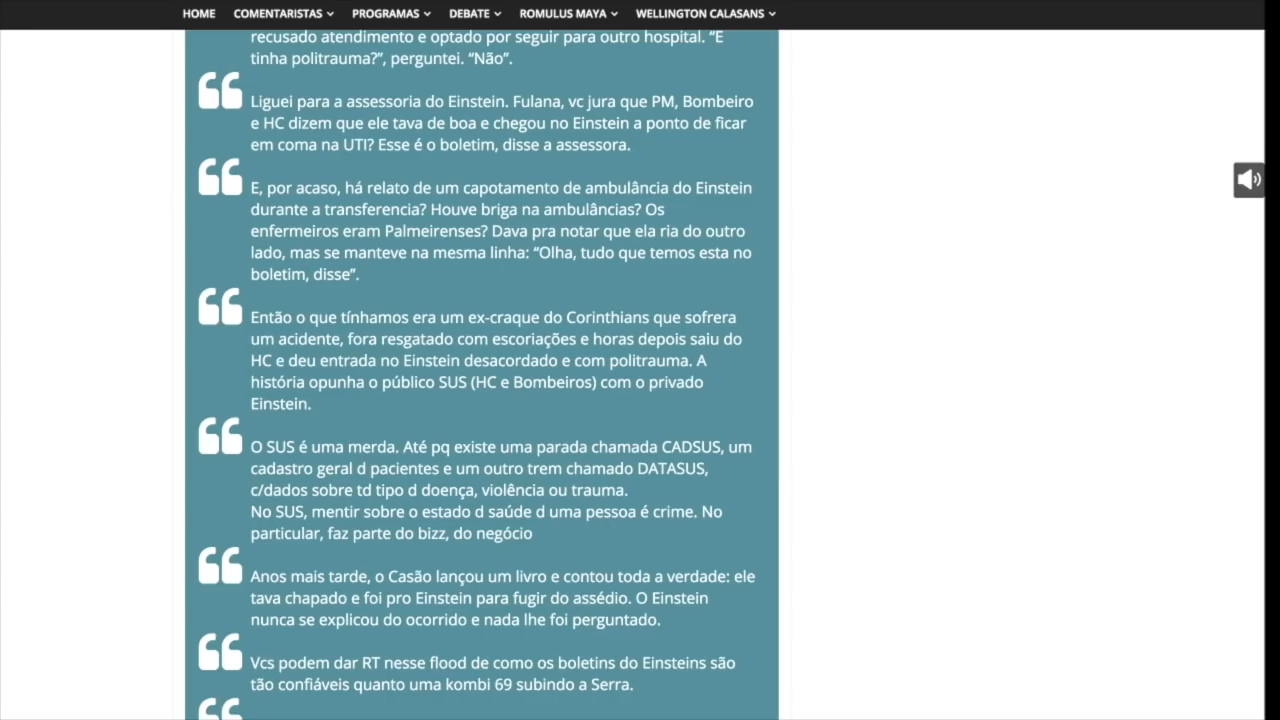 HOME COMENTARISTAS PROGRAMAS DEBATE ROMULUS MAYA WELLINGTON CALASANS
recusado atendimento e optado por seguir para outro hospital. “E
tinha politrauma?”, perguntei. “Não”.
Liguei para a assessoria do Einstein. Fulana, vc jura que PM, Bombeiro
e HC dizem que ele tava de boa e chegou no Einstein a ponto de ficar
em coma na UTI? Esse é o boletim, disse a assessora.
E, por acaso, há relato de um capotamento de ambulância do Einstein
durante a transferencia? Houve briga na ambulâncias? Os
enfermeiros eram Palmeirenses? Dava pra notar que ela ria do outro
lado, mas se manteve na mesma linha: “Olha, tudo que temos esta no
boletim, disse”.
Então o que tínhamos era um ex-craque do Corinthians que sofrera
um acidente, fora resgatado com escoriações e horas depois saiu do
HC e deu entrada no Einstein desacordado e com politrauma. A
história opunha o público SUS (HC e Bombeiros) com o privado
Einstein.
O SUS é uma merda. Até pq existe uma parada chamada CADSUS, um
cadastro geral d pacientes e um outro trem chamado DATASUS,
c/dados sobre td tipo d doença, violência ou trauma.
No SUS, mentir sobre o estado d saúde d uma pessoa é crime. No
particular, faz parte do bizz, do negócio
Anos mais tarde, o Casão lançou um livro e contou toda a verdade: ele
tava chapado e foi pro Einstein para fugir do assédio. O Einstein
nunca se explicou do ocorrido e nada lhe foi perguntado.
Vcs podem dar RT nesse flood de como os boletins do Einsteins são
tão confiáveis quanto uma kombi 69 subindo a Serra.